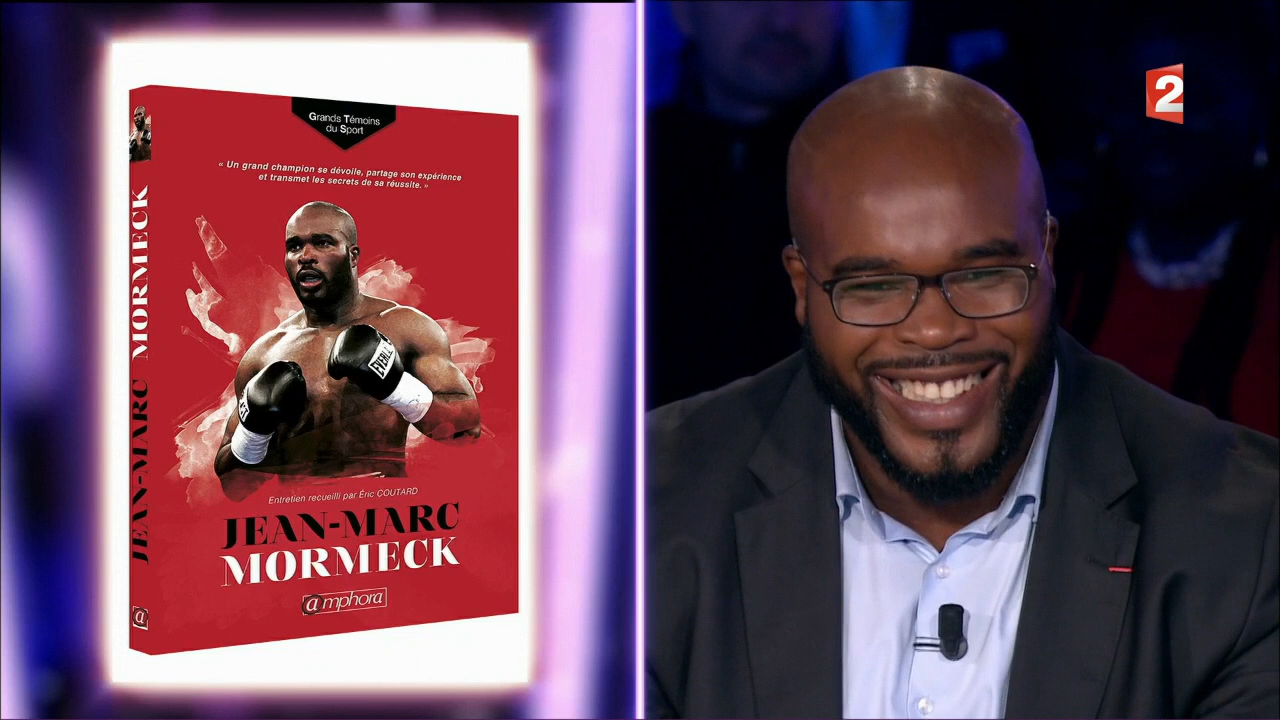 Grands Témoins
du Sport
« Un grand champion se dévoile, partage son expérience
et transmet les secrets de sa réussite. »
JEAN-MARC MORMECK
EVERLAST
Entretien recueilli par Éric COUTARD
JEAN-MARC
MORMECK
@mphora
@
2